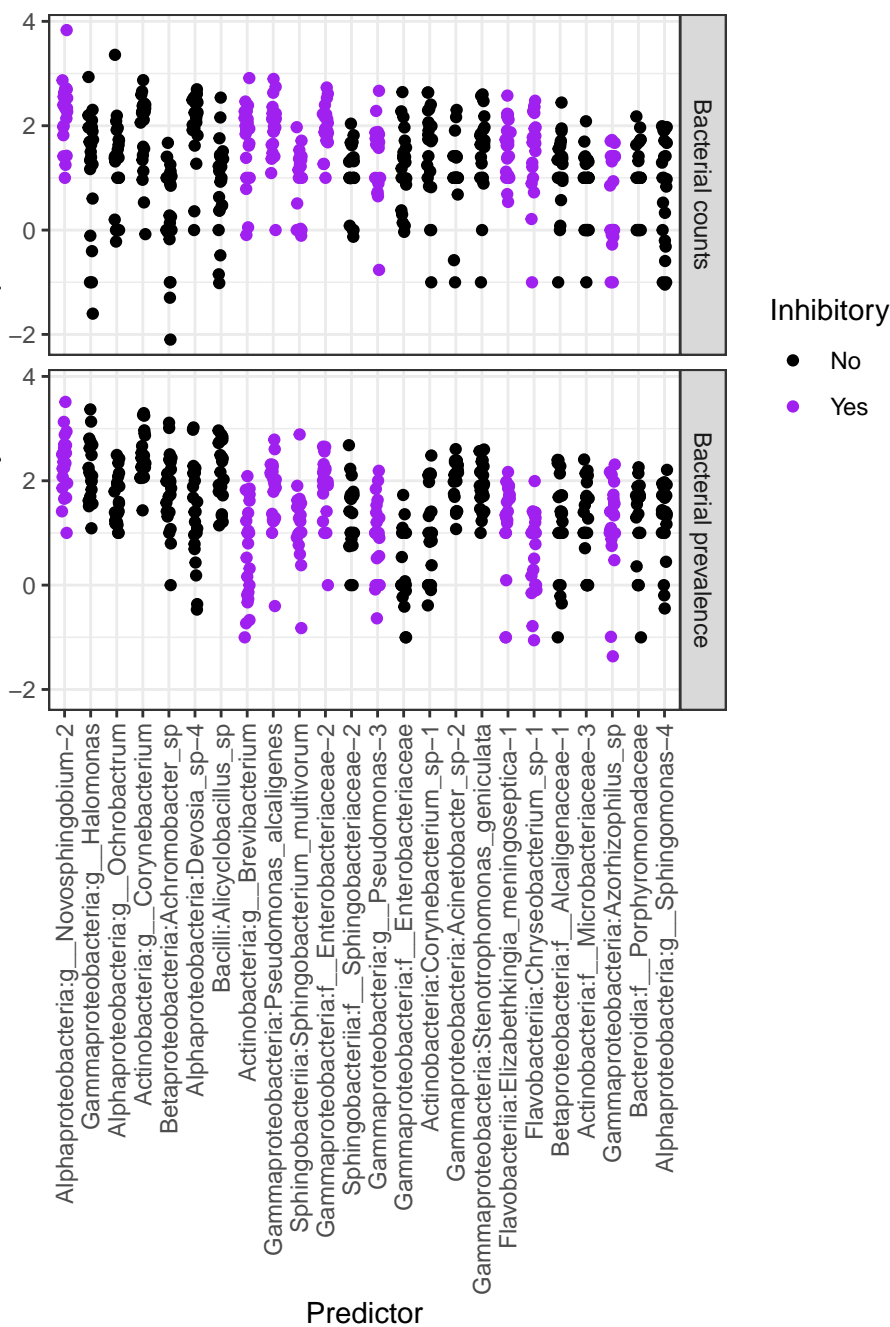 4
2
0
−2
Bacterial counts
4
2
0
−2
Bacterial prevalence
Alphaproteobacteria:g__Novosphingobium−2
Gammaproteobacteria:g__Halomonas
Alphaproteobacteria:g__Ochrobactrum
Actinobacteria:g__Corynebacterium
Betaproteobacteria:Achromobacter_sp
Alphaproteobacteria:Devosia_sp−4
Bacilli:Alicyclobacillus_sp
Actinobacteria:g__Brevibacterium
Gammaproteobacteria:Pseudomonas_alcaligenes
Sphingobacteriia:Sphingobacterium_multivorum
Gammaproteobacteria:f__Enterobacteriaceae−2
Sphingobacteriia:f__Sphingobacteriaceae−2
Gammaproteobacteria:g__Pseudomonas−3
Gammaproteobacteria:f__Enterobacteriaceae
Actinobacteria:Corynebacterium_sp−1
Gammaproteobacteria:Acinetobacter_sp−2
Gammaproteobacteria:Stenotrophomonas_geniculata
Flavobacteriia:Elizabethkingia_meningoseptica−1
Flavobacteriia:Chryseobacterium_sp−1
Betaproteobacteria:f__Alcaligenaceae−1
Actinobacteria:f__Microbacteriaceae−3
Gammaproteobacteria:Azorhizophilus_sp
Bacteroidia:f__Porphyromonadaceae
Alphaproteobacteria:g__Sphingomonas−4
Predictor
Inhibitory
No
Yes